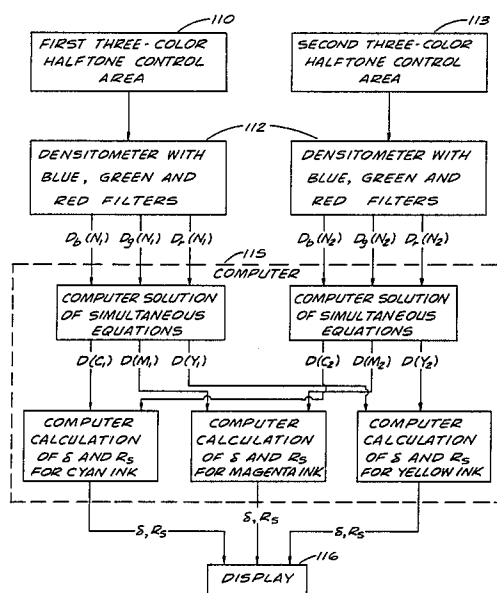 110
113
FIRST THREE-COLOR
HALFTONE CONTROL
AREA
SECOND THREE-COLOR
HALFTONE CONTROL
AREA
112
DENSITOMETER WITH
BLUE, GREEN AND
RED FILTERS
DENSITOMETER WITH
BLUE, GREEN AND
RED FILTERS
Db(N1) Dg(N1) Dr(N1)
Db(N2) Dg(N2) Dr(N2)
115
COMPUTER
COMPUTER SOLUTION
OF SIMULTANEOUS
EQUATIONS
COMPUTER SOLUTION
OF SIMULTANEOUS
EQUATIONS
D(C1) D(M1) D(Y1)
D(C2) D(M2) D(Y2)
COMPUTER
CALCULATION
OF δ AND RS
FOR CYAN INK
COMPUTER
CALCULATION
OF δ AND RS
FOR MAGENTA INK
COMPUTER
CALCULATION
OF δ AND RS
FOR YELLOW INK
δ, RS
δ, RS
δ, RS
116
DISPLAY